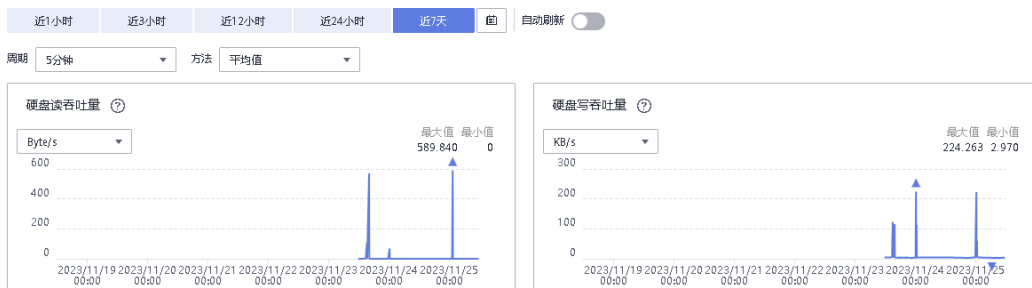 近1小时 近3小时 近12小时 近24小时 近7天 自动刷新
周期 5分钟 方法 平均值
硬盘读吞吐量 ?
Byte/s
最大值 最小值
589.840 0
600
400
200
0
2023/11/19 2023/11/20 2023/11/21 2023/11/22 2023/11/23 2023/11/24 2023/11/25
00:00 00:00 00:00 00:00 00:00 00:00 00:00
硬盘写吞吐量 ?
KB/s
最大值 最小值
224.263 2.970
300
200
100
0
2023/11/19 2023/11/20 2023/11/21 2023/11/22 2023/11/23 2023/11/24 2023/11/25
00:00 00:00 00:00 00:00 00:00 00:00 00:00